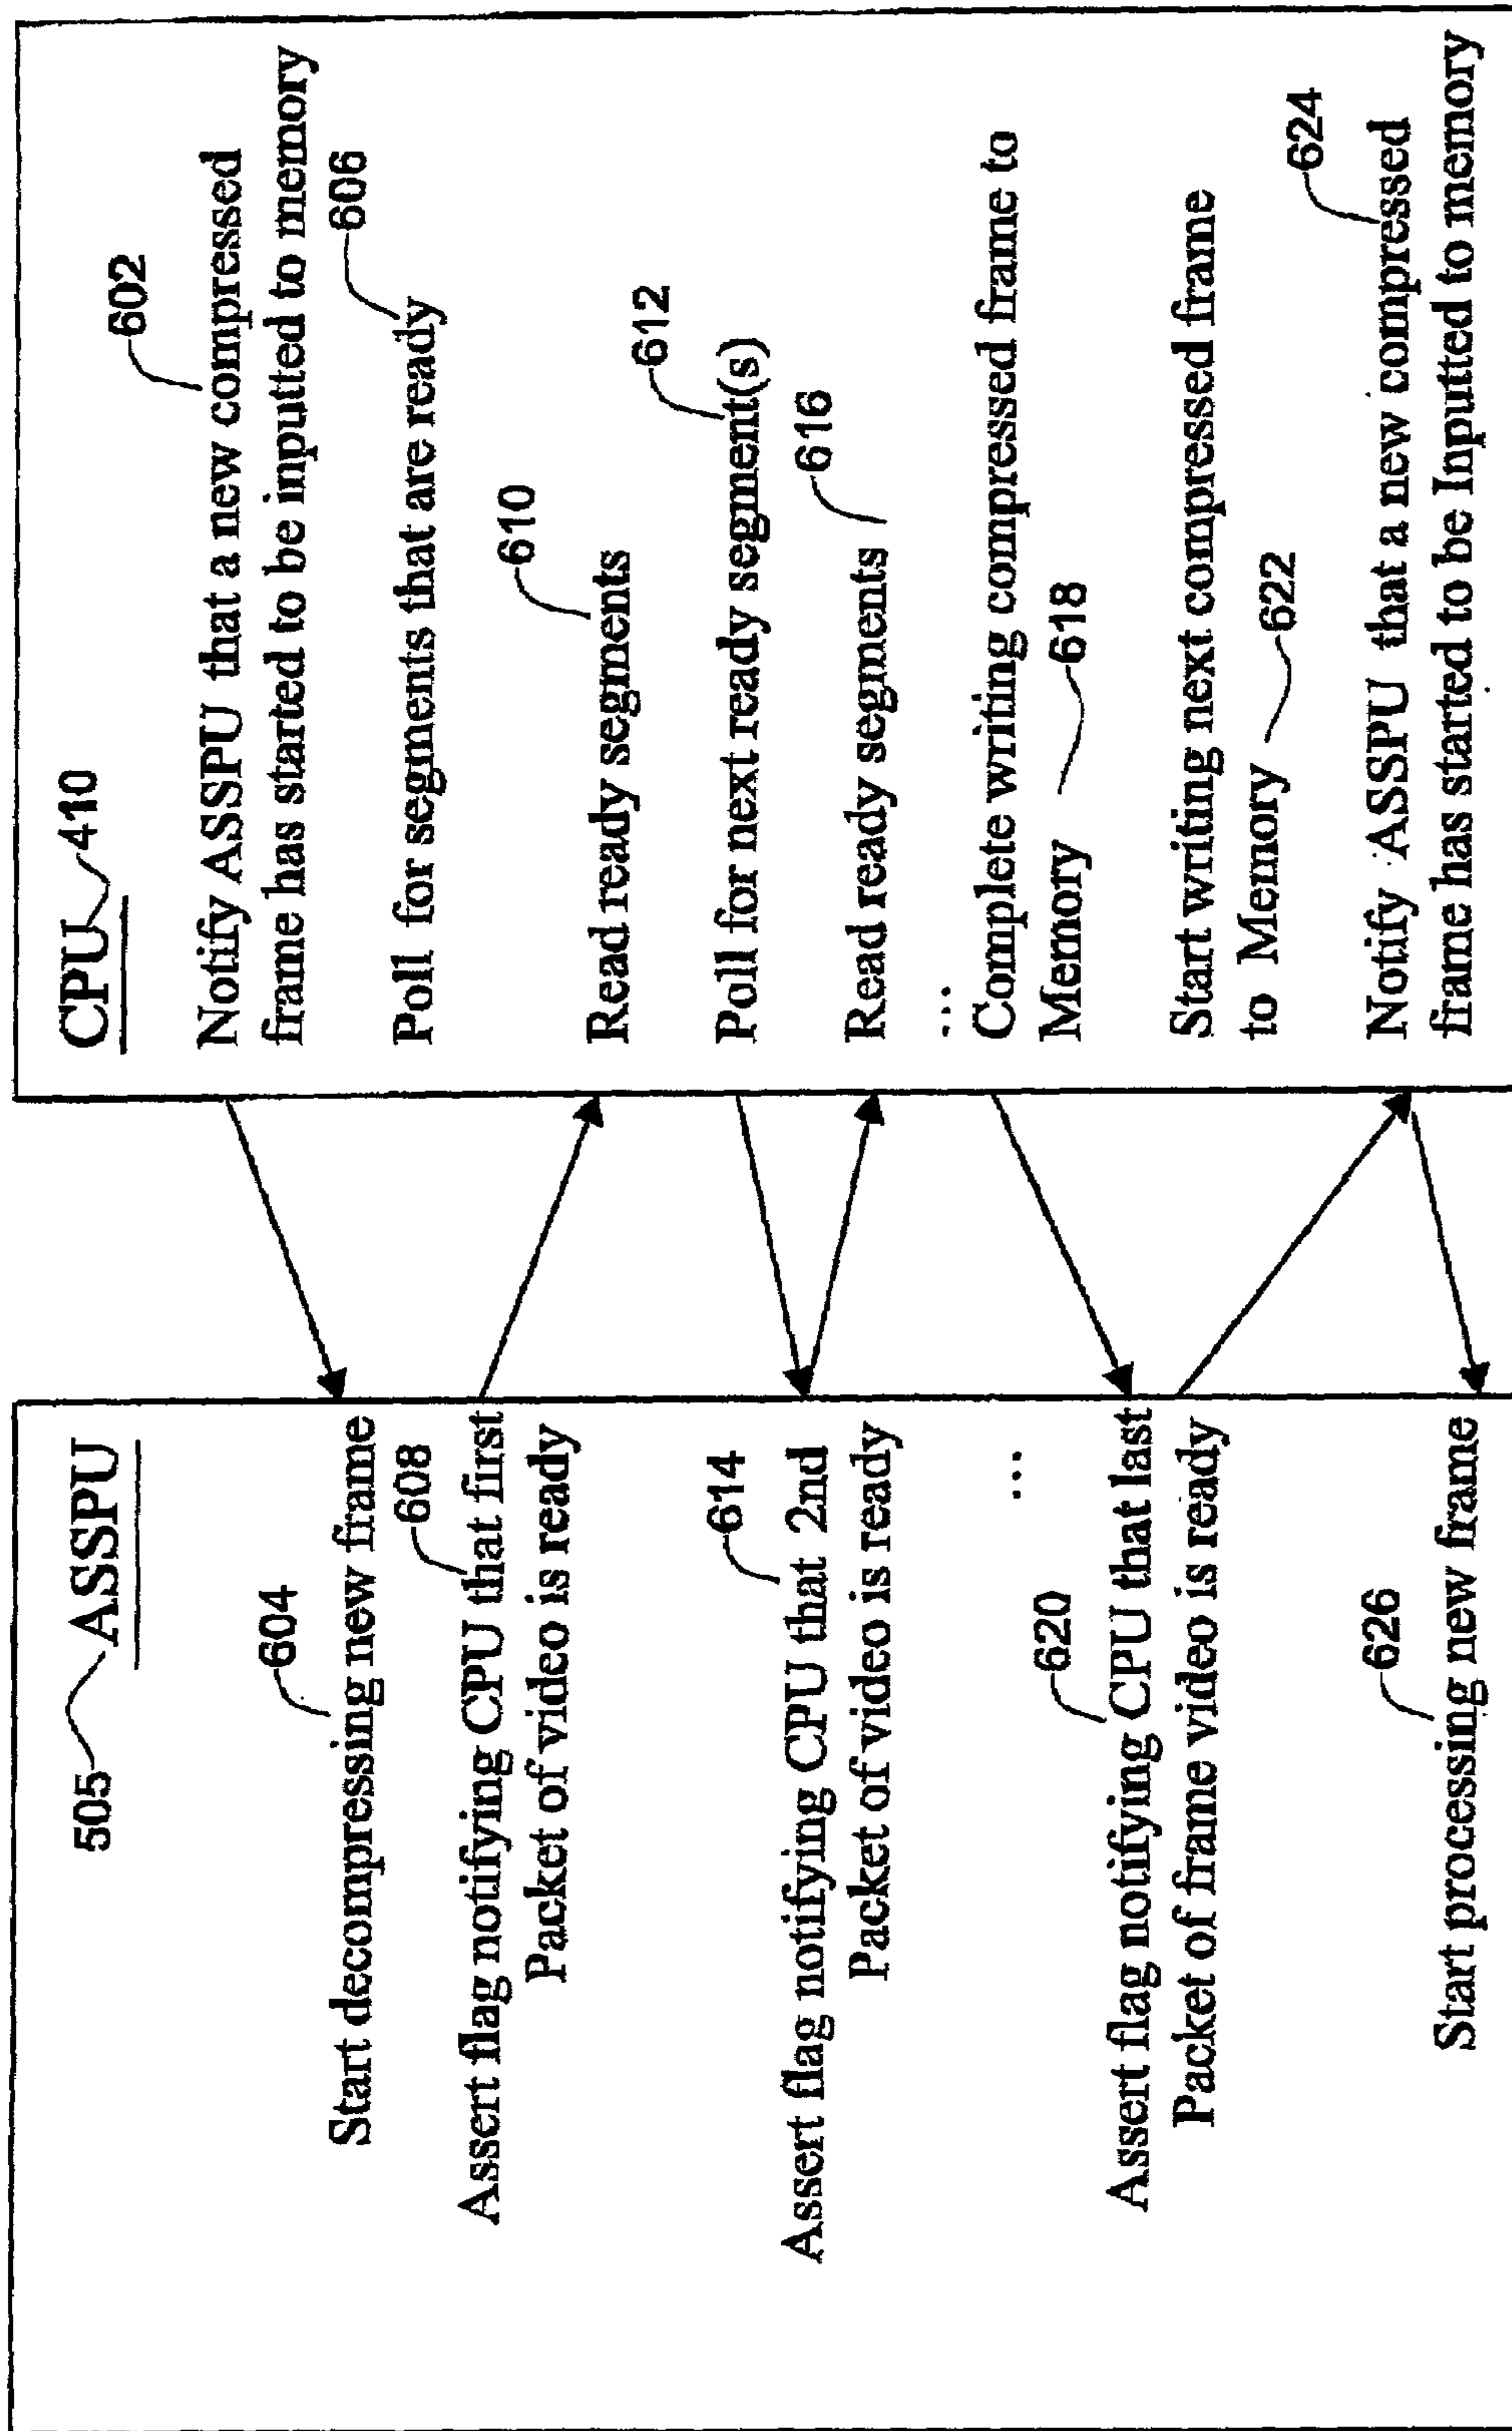 505 ASSPU
604
Start decompressing new frame
608
Assert flag notifying CPU that first
Packet of video is ready
614
Assert flag notifying CPU that 2nd
Packet of video is ready
...
620
Assert flag notifying CPU that last
Packet of frame video is ready
626
Start processing new frame
CPU 410
602
Notify ASSPU that a new compressed
frame has started to be inputted to memory
606
Poll for segments that are ready
610
Read ready segments
612
Poll for next ready segment(s)
616
Read ready segments
...
Complete writing compressed frame to
Memory 618
Start writing next compressed frame
to Memory 622
624
Notify ASSPU that a new compressed
frame has started to be Inputted to memory